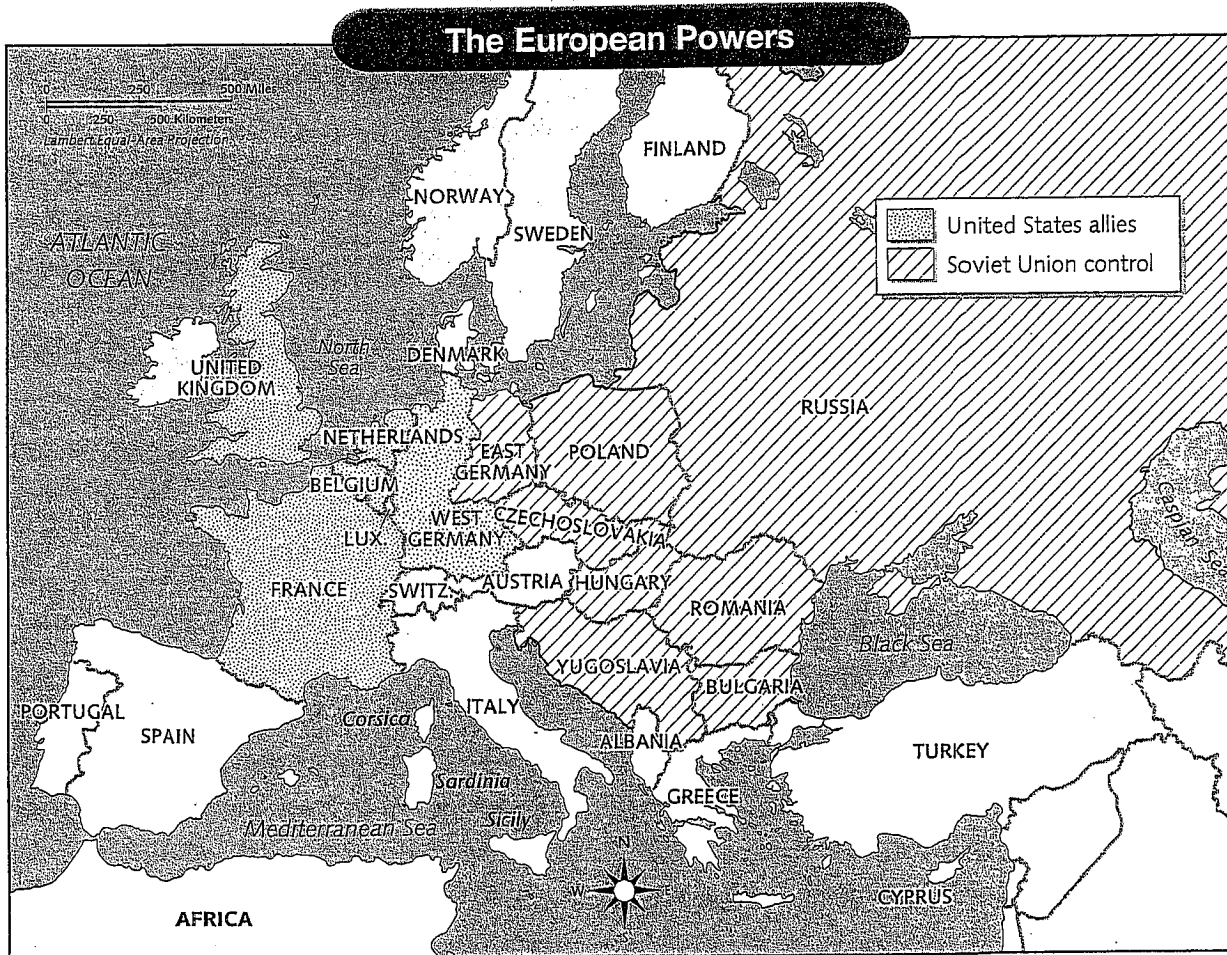 The European Powers
0 250 500 Miles
0 250 500 Kilometers
Lambert Equal-Area Projection
FINLAND
NORWAY
SWEDEN
United States allies
Soviet Union control
ATLANTIC
OCEAN
North
Sea
DENMARK
UNITED
KINGDOM
RUSSIA
NETHERLANDS
EAST
GERMANY
POLAND
BELGIUM
LUX
WEST
GERMANY
CZECHOSLOVAKIA
Caspian Sea
FRANCE
SWITZ.
AUSTRIA
HUNGARY
ROMANIA
Black Sea
YUGOSLAVIA
BULGARIA
PORTUGAL
SPAIN
Corsica
ITALY
ALBANIA
TURKEY
Sardinia
GREECE
Mediterranean Sea
Sicily
N
W
E
S
CYPRUS
AFRICA